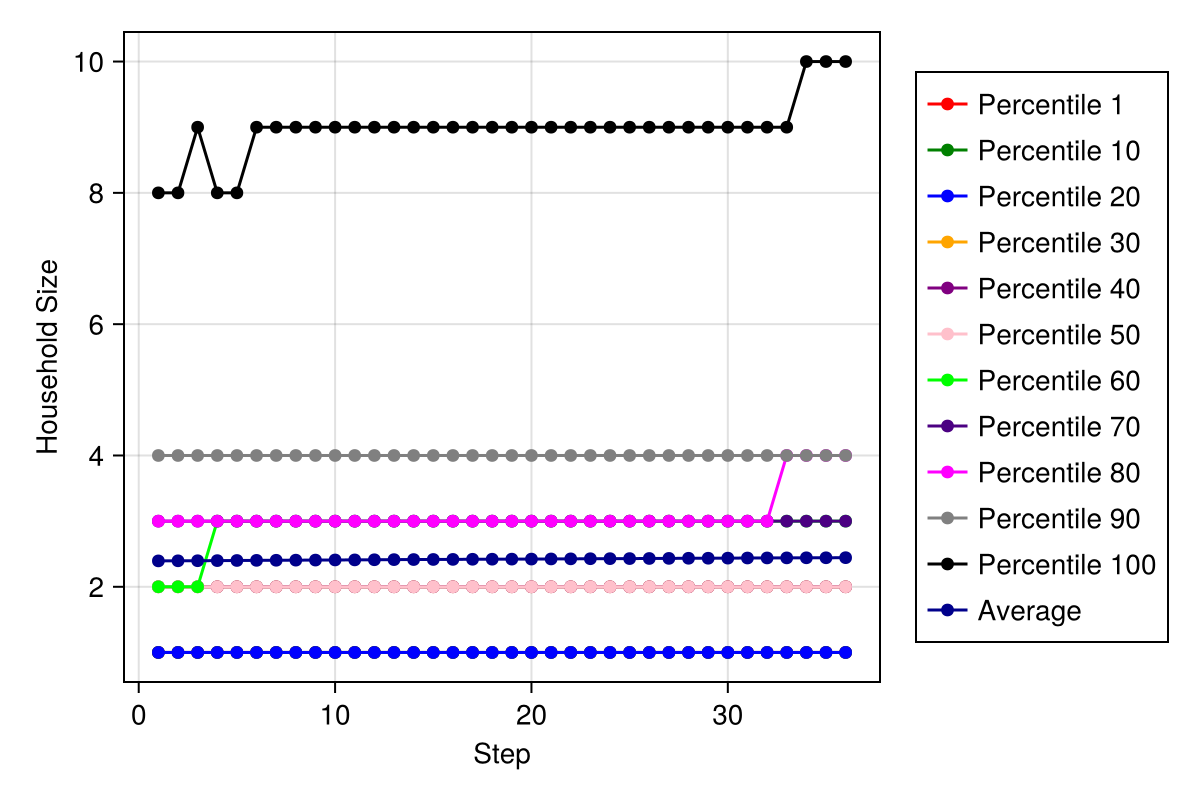 10
8
6
4
2
Household Size
0 10 20 30
Step
Percentile 1
Percentile 10
Percentile 20
Percentile 30
Percentile 40
Percentile 50
Percentile 60
Percentile 70
Percentile 80
Percentile 90
Percentile 100
Average